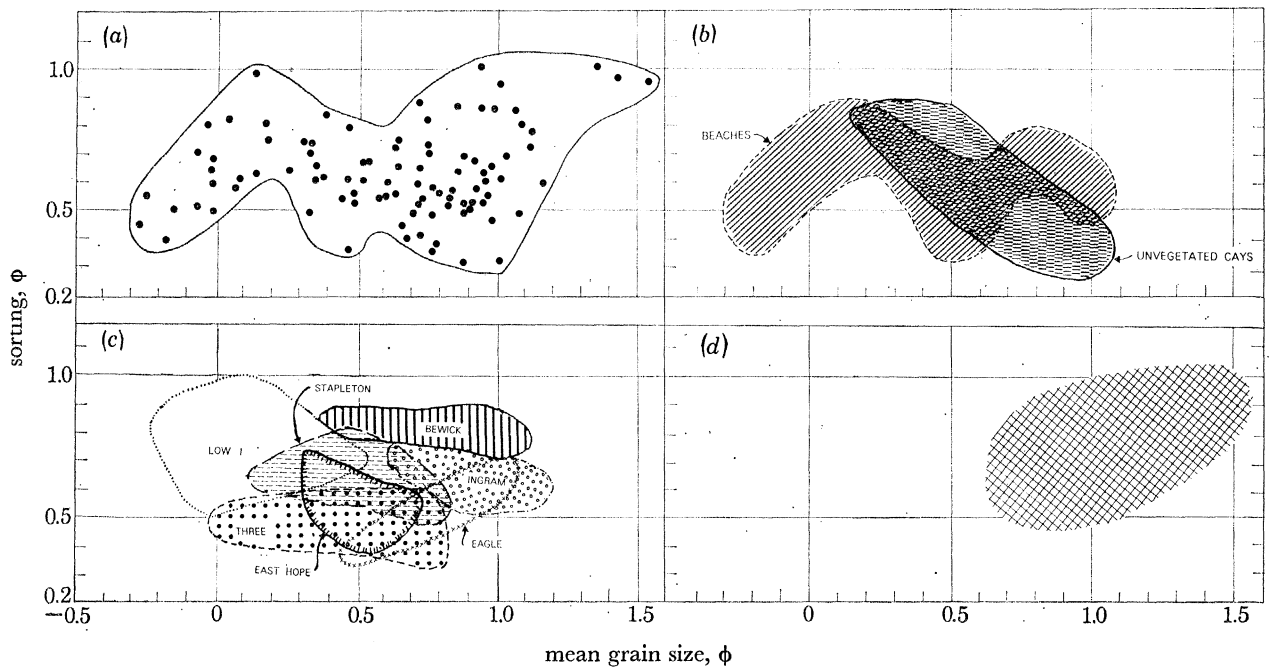 (a)
(b)
1.0
0.5
0.2
BEACHES
UNVEGETATED CAYS
sorting, ϕ
(c)
(d)
1.0
0.5
0.2
STAPLETON
BEWICK
LOW 1
INGRAM
THREE
EAGLE
EAST HOPE
—0.5 0 0.5 1.0 1.5 0 0.5 1.0 1.5
mean grain size, ϕ